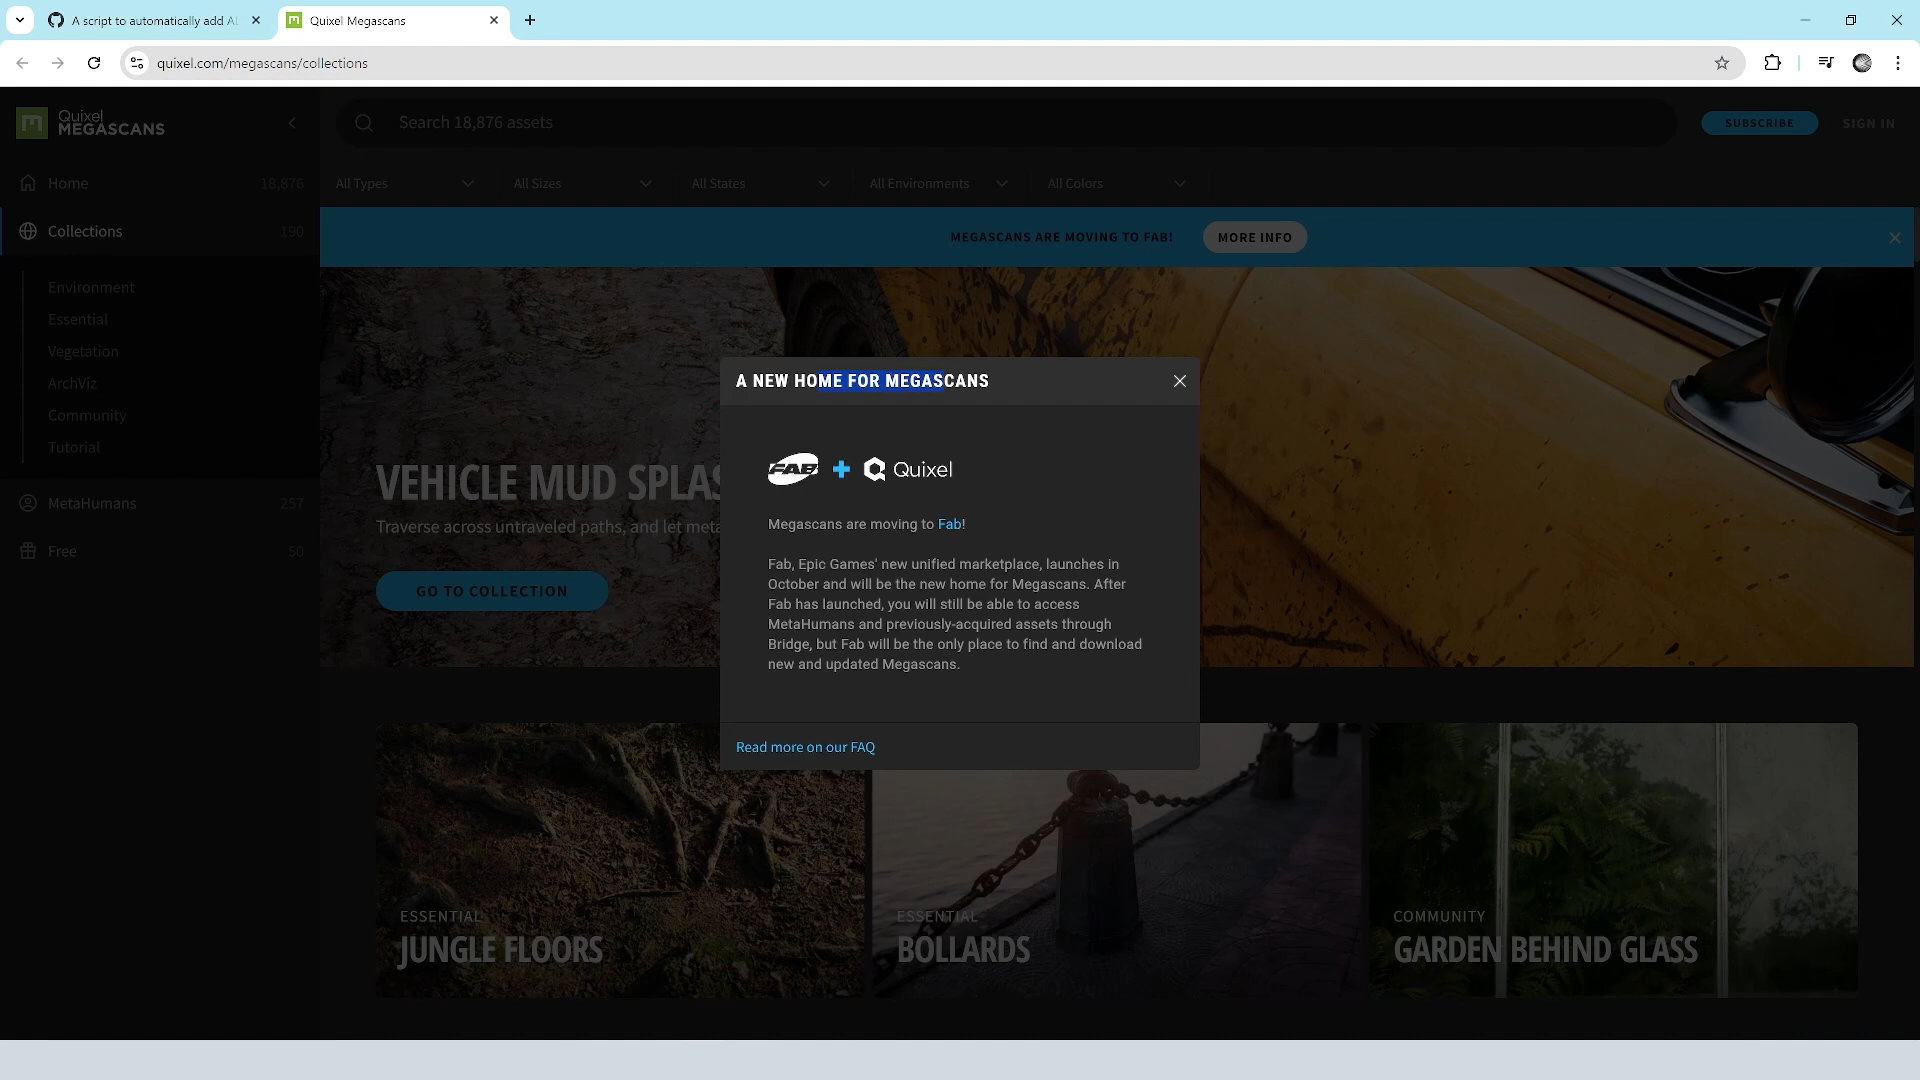 A script to automatically add
Quixel Megascans
quixel.com/megascans/collections
Quixel
MEGASCANS
Search 18,876 assets
SUBSCRIBE
SIGN IN
Home 18,876
All Types
All Sizes
All States
All Environments
All Colors
Collections 190
MEGASCANS ARE MOVING TO FAB!
MORE INFO
Environment
Essential
Vegetation
ArchViz
Community
Tutorial
MetaHumans 257
Free 50
VEHICLE MUD SPLAS
Traverse across untraveled paths, and let
GO TO COLLECTION
A NEW HOME FOR MEGASCANS
FAB
Quixel
Megascans are moving to Fab!
Fab, Epic Games' new unified marketplace, launches in
October and will be the new home for Megascans. After
Fab has launched, you will still be able to access
MetaHumans and previously-acquired assets through
Bridge, but Fab will be the only place to find and download
new and updated Megascans.
Read more on our FAQ
ESSENTIAL
JUNGLE FLOORS
ESSENTIAL
BOLLARDS
COMMUNITY
GARDEN BEHIND GLASS